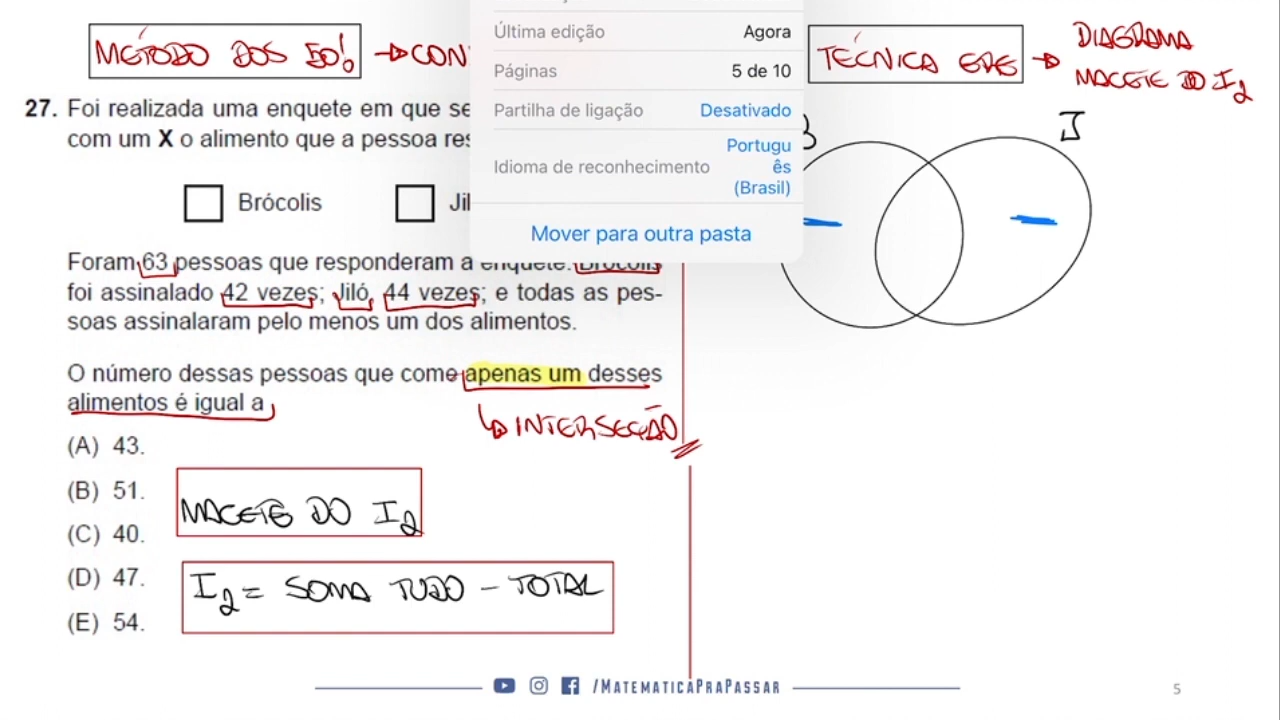 MÉTODO DOS 50! → CON
Última edição Agora
Páginas 5 de 10
Partilha de ligação Desativado
Idioma de reconhecimento Portugu
ês
(Brasil)
Mover para outra pasta
TÉCNICA → DIAGRAMA
MACETE DO I2
27. Foi realizada uma enquete em que se
com um X o alimento que a pessoa res
Brócolis Jil
Foram 63 pessoas que responderam a enquete. Brócolis
foi assinalado 42 vezes; Jiló, 44 vezes; e todas as pes-
soas assinalaram pelo menos um dos alimentos.
O número dessas pessoas que come apenas um desses
alimentos é igual a
↳ INTERSEÇÃO
(A) 43.
(B) 51.
(C) 40.
(D) 47.
(E) 54.
MACETE DO I2
I2 = SOMA TUDO - TOTAL
B J
/MATEMATICAPRAPASSAR
5